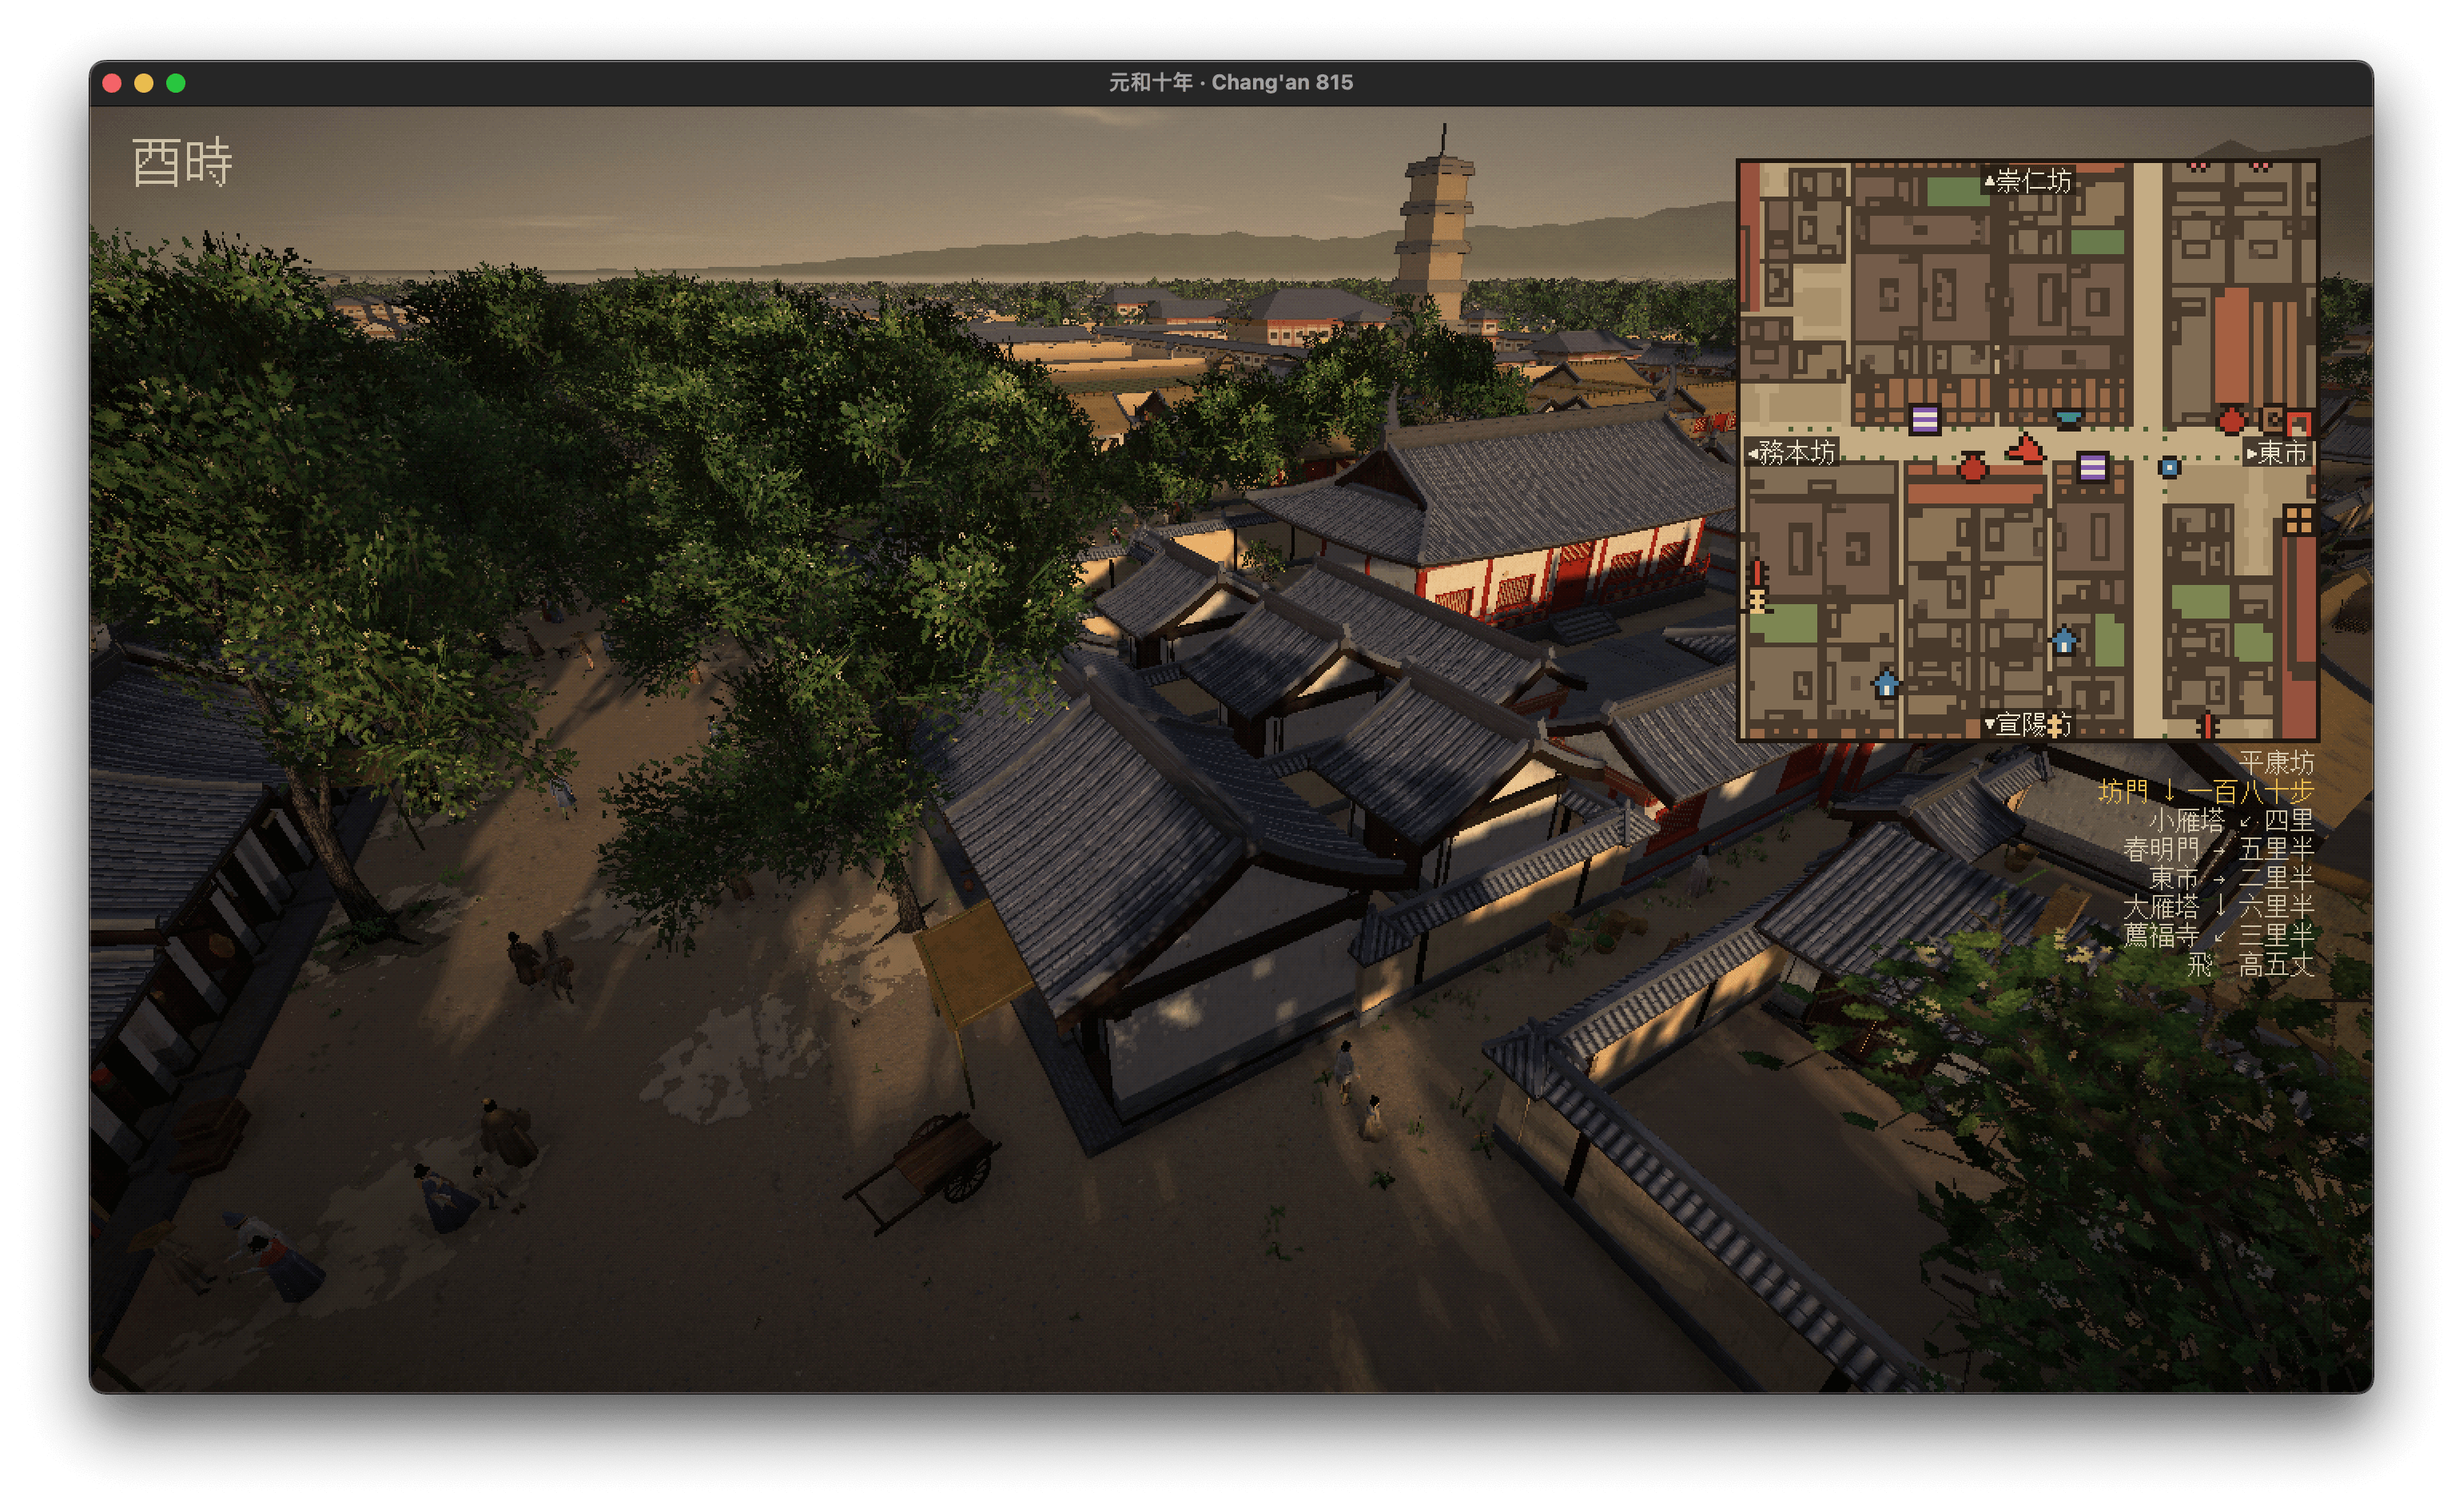 元和十年 · Chang'an 815
酉時
▲崇仁坊
◀務本坊
▶東市
▼宣陽坊
平康坊
坊門 ↓ 一百八十步
小雁塔 ↙ 四里
春明門 → 五里半
東市 → 二里半
大雁塔 ↓ 六里半
薦福寺 ↙ 三里半
飛 高五丈